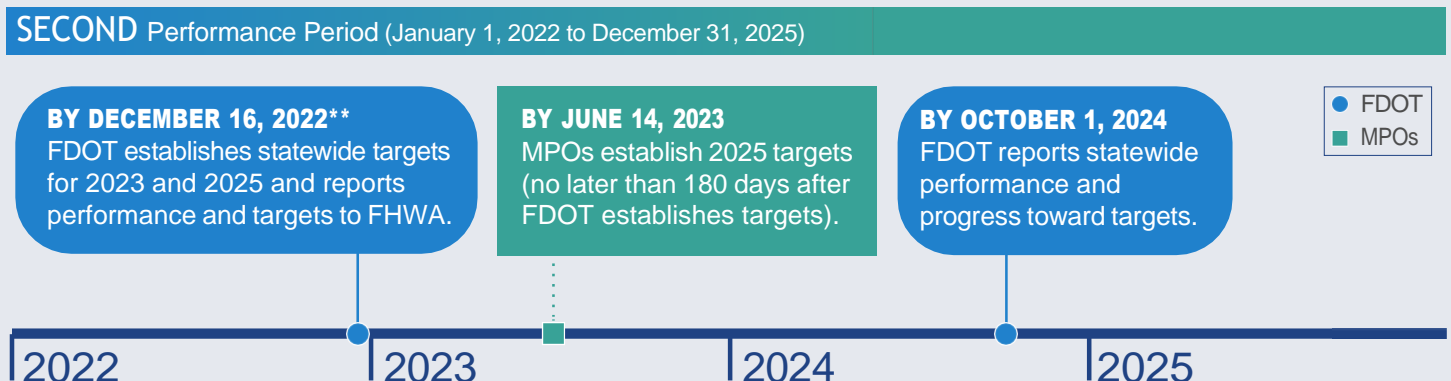 SECOND Performance Period (January 1, 2022 to December 31, 2025)
BY DECEMBER 16, 2022**
FDOT establishes statewide targets
for 2023 and 2025 and reports
performance and targets to FHWA.
BY JUNE 14, 2023
MPOs establish 2025 targets
(no later than 180 days after
FDOT establishes targets).
BY OCTOBER 1, 2024
FDOT reports statewide
performance and
progress toward targets.
FDOT
MPOs
2022
2023
2024
2025